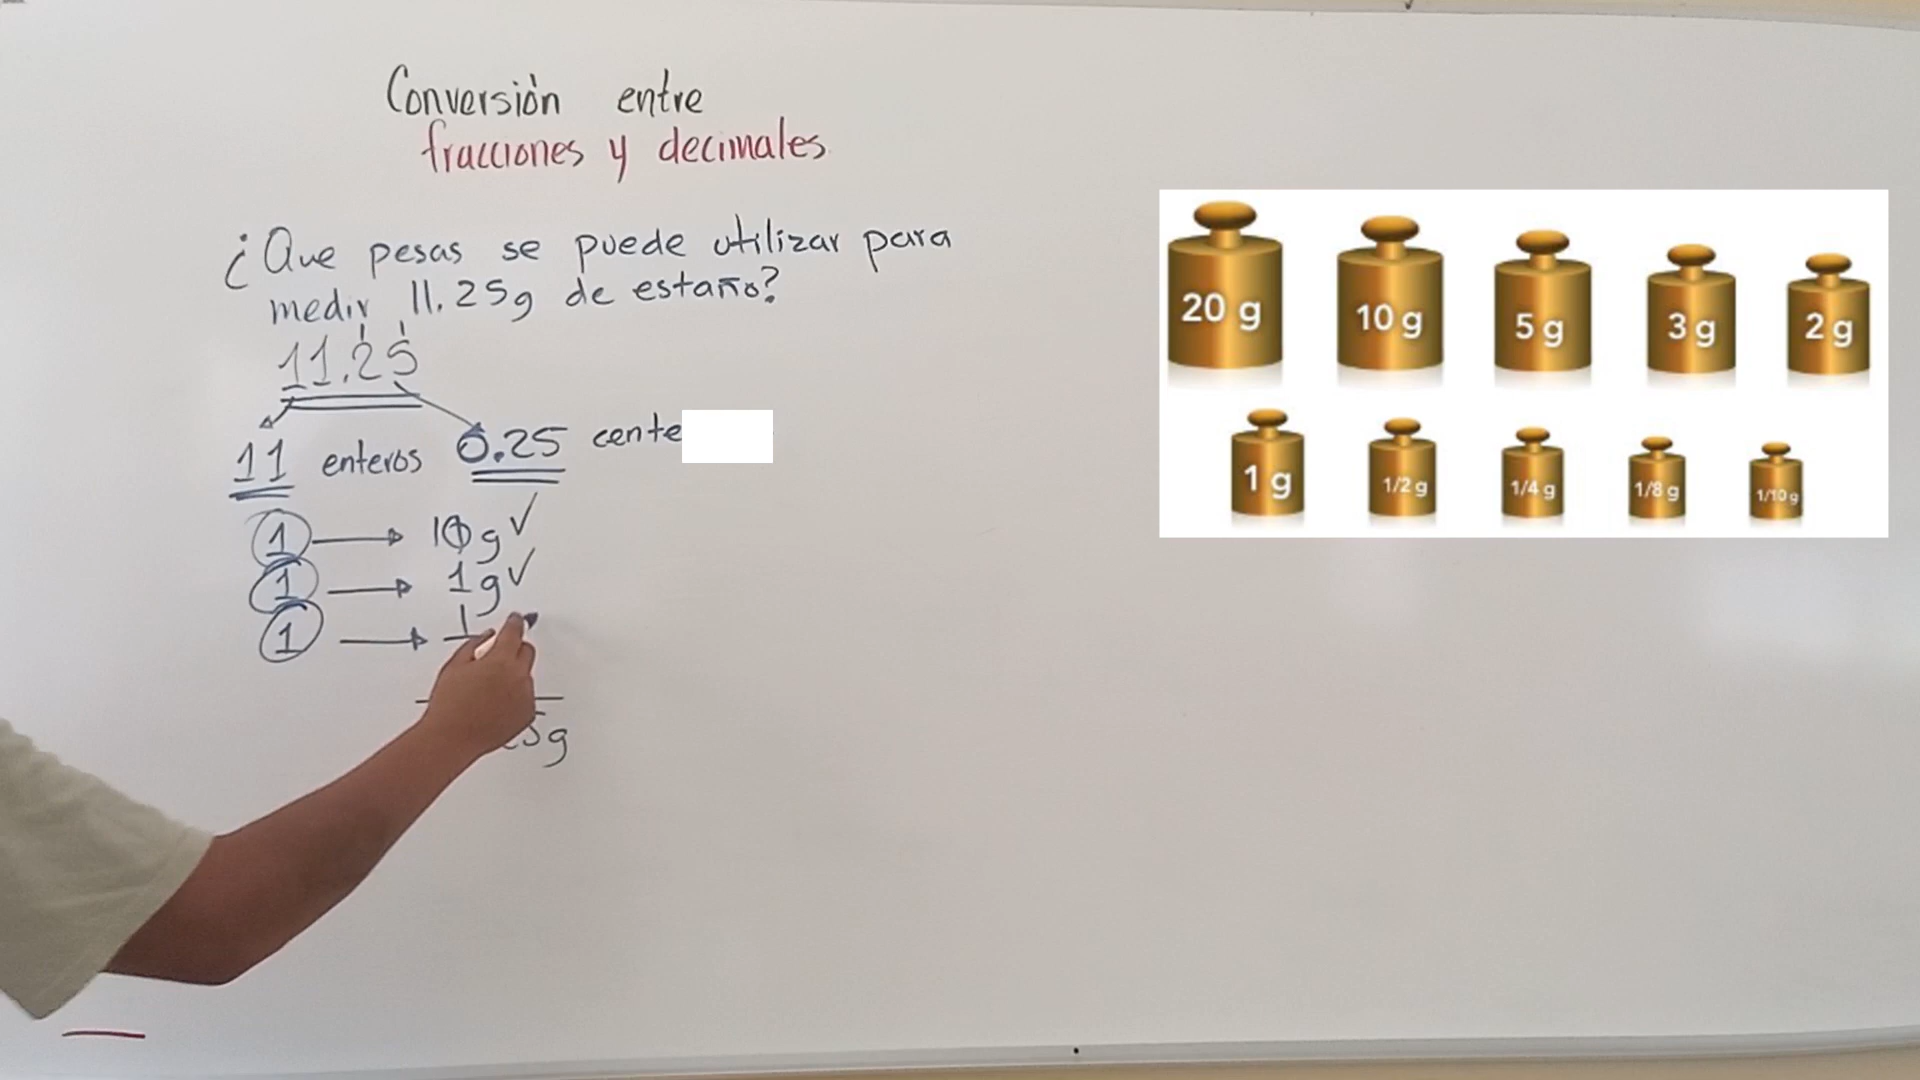 Conversión entre
fracciones y decimales
¿Que pesas se puede utilizar para
medir 11.25g de estaño?
11.25
11 enteros 0.25 cente
1 10g ✓
1 1g ✓
1 1
5g
20 g 10 g 5 g 3 g 2 g
1 g 1/2 g 1/4 g 1/8 g 1/10 g